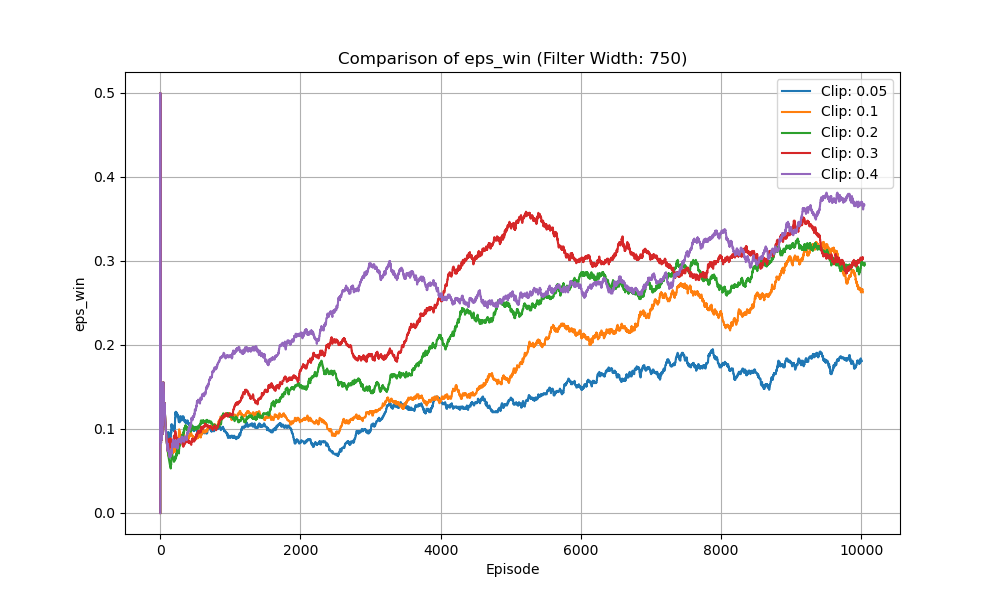 Comparison of eps_win (Filter Width: 750)
Clip: 0.05
Clip: 0.1
Clip: 0.2
Clip: 0.3
Clip: 0.4
0.5
0.4
0.3
0.2
0.1
0.0
eps_win
0
2000
4000
6000
8000
10000
Episode